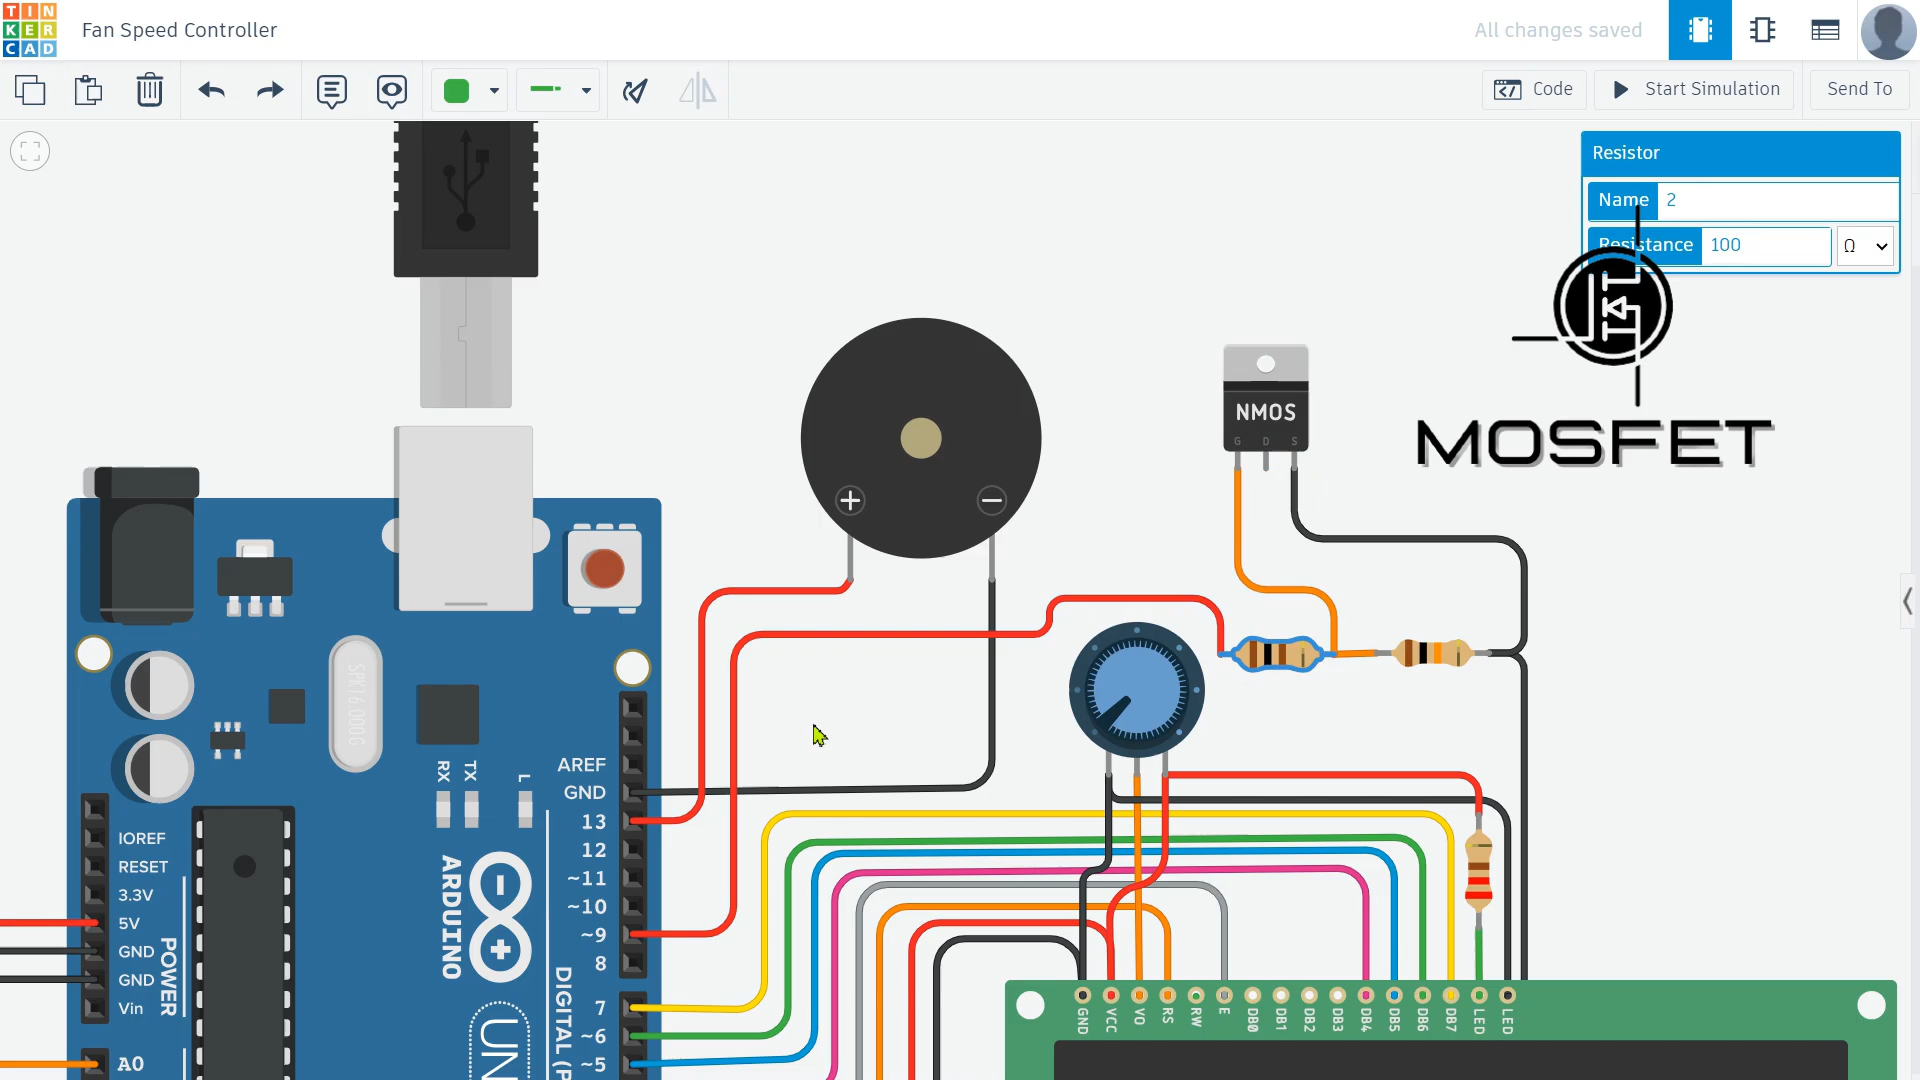 TIN
KER
CAD
Fan Speed Controller
All changes saved
Code
Start Simulation
Send To
Resistor
Name 2
Resistance 100 Ω
NMOS
G D S
MOSFET
SPK16.000G
RX TX L
AREF
GND
13
12
~11
~10
~9
8
7
~6
~5
IOREF
RESET
3.3V
5V
GND
GND
Vin
A0
POWER
ARDUINO
DIGITAL (P
UN
GND VCC VO RS RW E DB0 DB1 DB2 DB3 DB4 DB5 DB6 DB7 LED LED